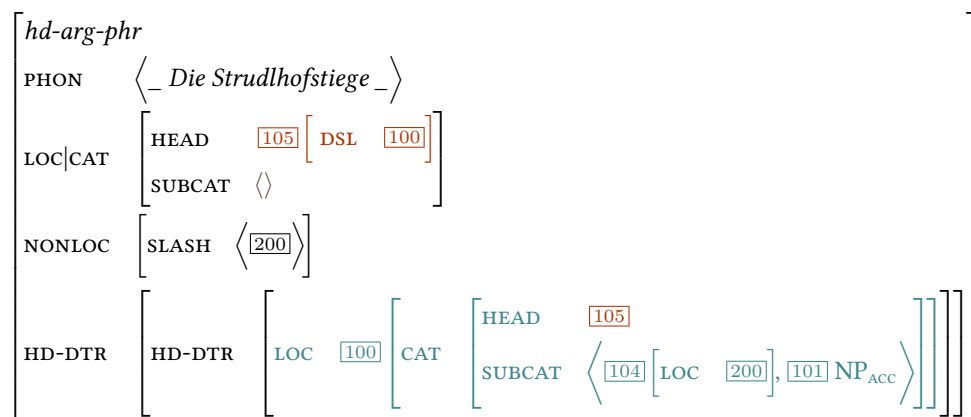 hd-arg-phr
PHON ⟨_ Die Strudlhofstiege _⟩
LOC|CAT [HEAD 105 [DSL 100]
SUBCAT ⟨⟩]
NONLOC [SLASH ⟨200⟩]
HD-DTR [HD-DTR [LOC 100 [CAT [HEAD 105
SUBCAT ⟨104 [LOC 200], 101 NP_ACC⟩]]]]